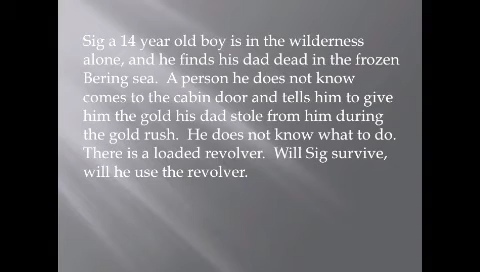 Sig a 14 year old boy is in the wilderness
alone, and he finds his dad dead in the frozen
Bering sea.  A person he does not know
comes to the cabin door and tells him to give
him the gold his dad stole from him during
the gold rush.  He does not know what to do.
There is a loaded revolver.  Will Sig survive,
will he use the revolver.